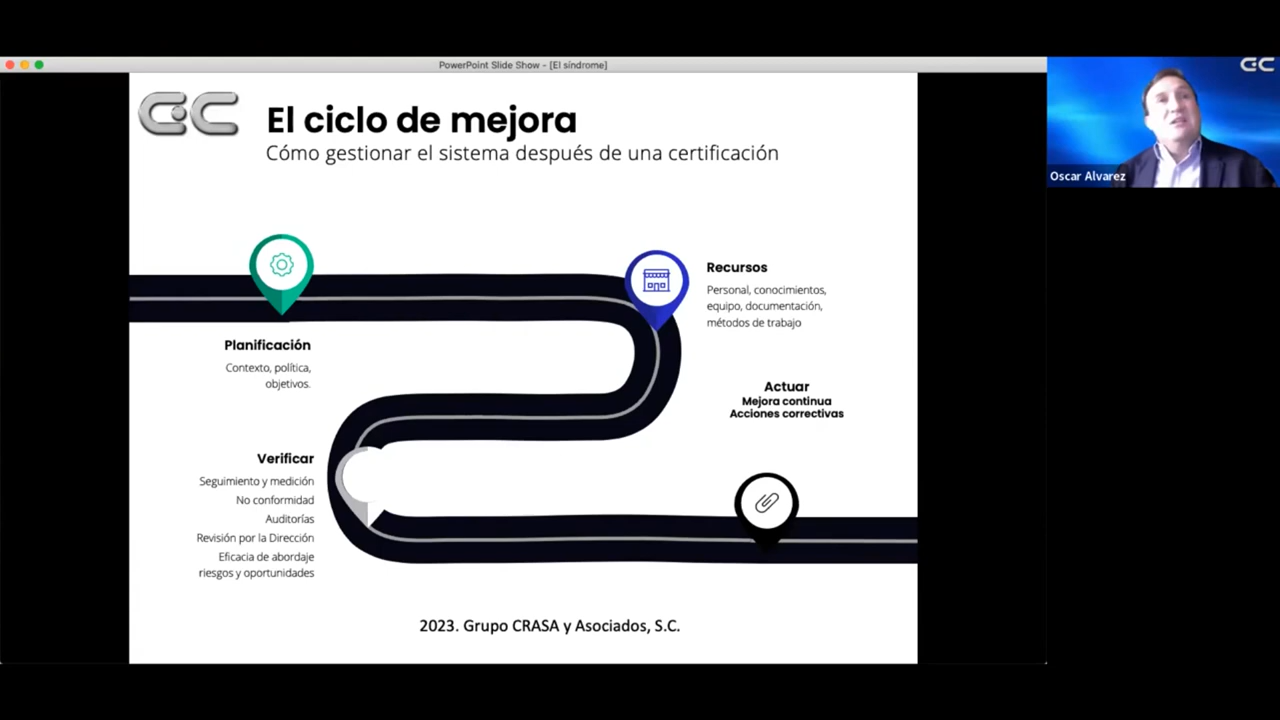 PowerPoint Slide Show - [El síndrome]
GC
Oscar Alvarez
GC
El ciclo de mejora
Cómo gestionar el sistema después de una certificación
Planificación
Contexto, política,
objetivos.
Recursos
Personal, conocimientos,
equipo, documentación,
métodos de trabajo
Verificar
Seguimiento y medición
No conformidad
Auditorías
Revisión por la Dirección
Eficacia de abordaje
riesgos y oportunidades
Actuar
Mejora continua
Acciones correctivas
2023. Grupo CRASA y Asociados, S.C.